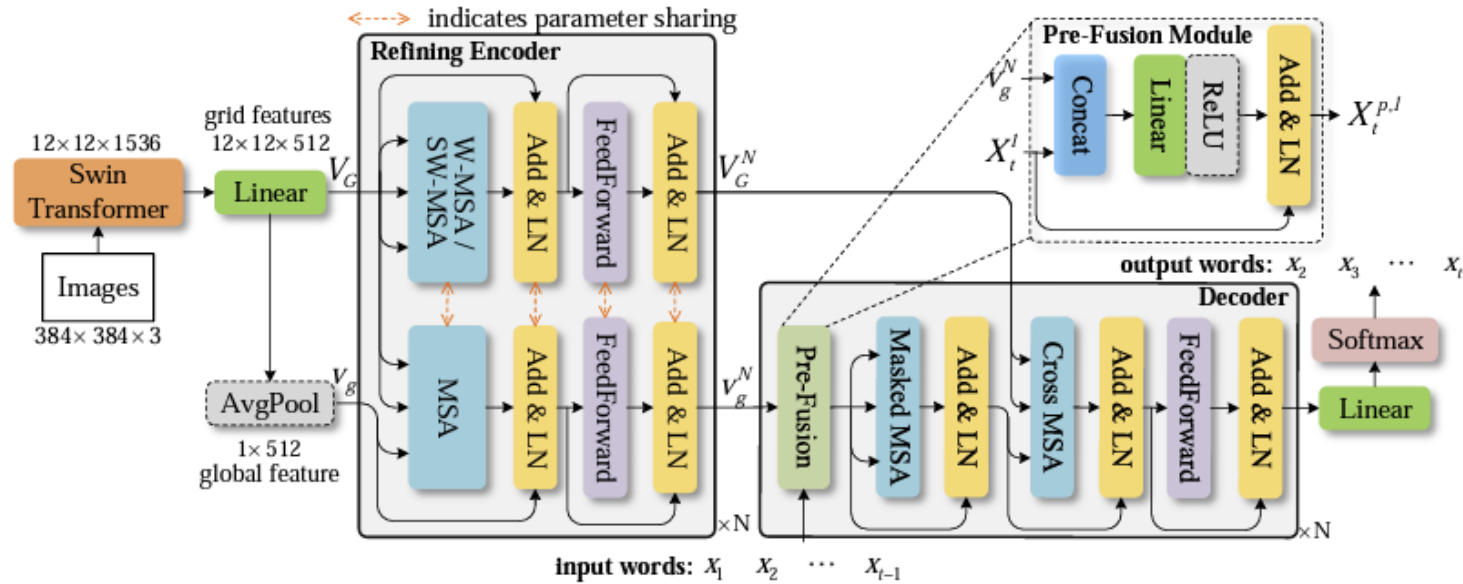 indicates parameter sharing
Refining Encoder
Pre-Fusion Module
grid features
12×12×1536
12×12×512
Swin
Transformer
Linear
V_G
Images
384×384×3
AvgPool
v_g
1×512
global feature
W-MSA /
SW-MSA
Add & LN
FeedForward
Add & LN
V_G^N
MSA
Add & LN
FeedForward
Add & LN
v_g^N
×N
v_g^N
X_t^l
Concat
Linear
ReLU
Add & LN
X_t^{p,l}
output words: x_2 x_3 ⋯ x_t
Decoder
Pre-Fusion
Masked MSA
Add & LN
Cross MSA
Add & LN
FeedForward
Add & LN
×N
Softmax
Linear
input words: x_1 x_2 ⋯ x_{t−1}